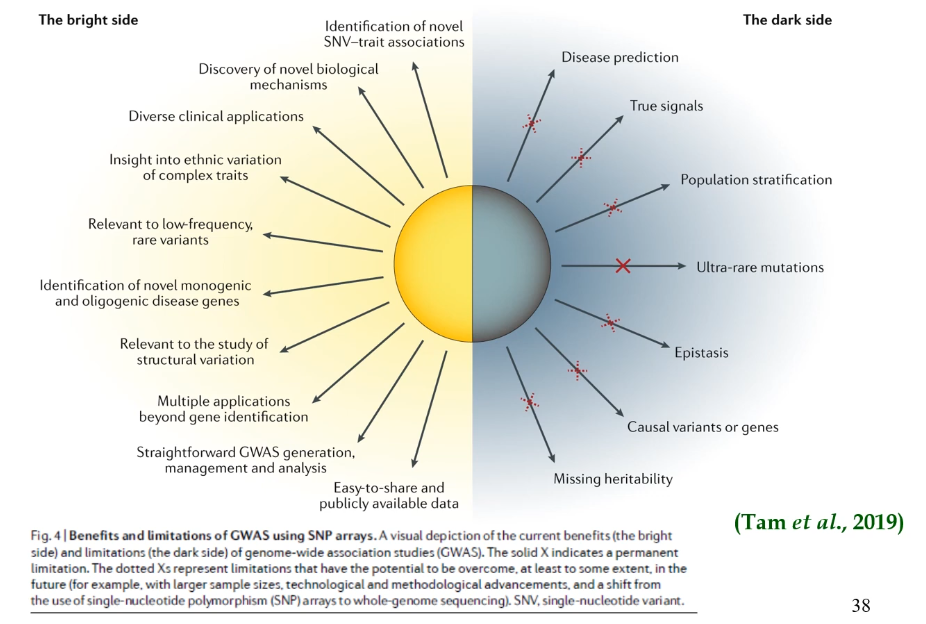 The bright side
The dark side
Identification of novel
SNV–trait associations
Discovery of novel biological
mechanisms
Diverse clinical applications
Insight into ethnic variation
of complex traits
Relevant to low-frequency,
rare variants
Identification of novel monogenic
and oligogenic disease genes
Relevant to the study of
structural variation
Multiple applications
beyond gene identification
Straightforward GWAS generation,
management and analysis
Easy-to-share and
publicly available data
Disease prediction
True signals
Population stratification
Ultra-rare mutations
Epistasis
Causal variants or genes
Missing heritability
(Tam et al., 2019)
Fig. 4 | Benefits and limitations of GWAS using SNP arrays. A visual depiction of the current benefits (the bright
side) and limitations (the dark side) of genome-wide association studies (GWAS). The solid X indicates a permanent
limitation. The dotted Xs represent limitations that have the potential to be overcome, at least to some extent, in the
future (for example, with larger sample sizes, technological and methodological advancements, and a shift from
the use of single-nucleotide polymorphism (SNP) arrays to whole-genome sequencing). SNV, single-nucleotide variant.
38